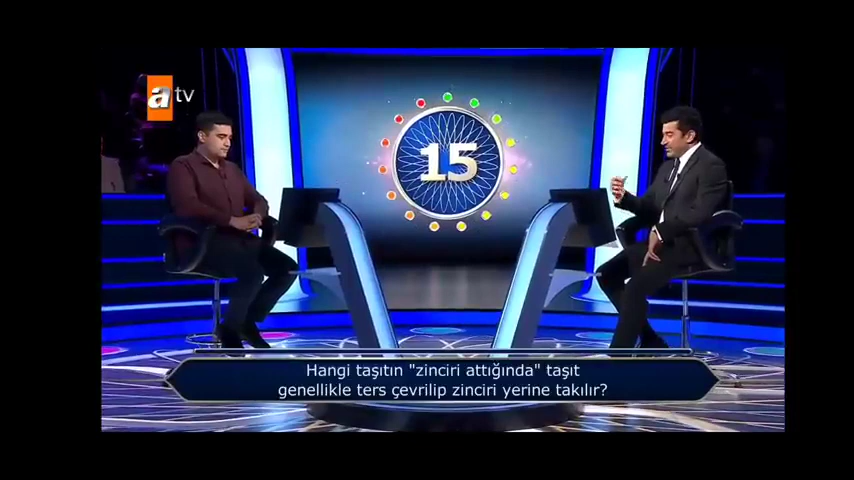 atv
15
Hangi taşıtın "zinciri attığında" taşıt
genellikle ters çevrilip zinciri yerine takılır?